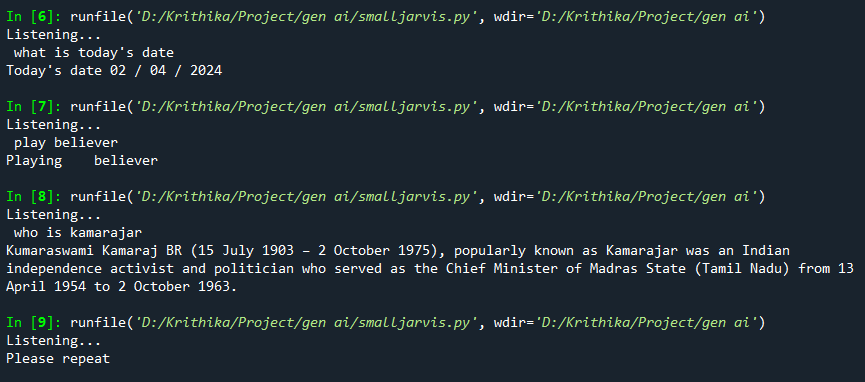 In [6]: runfile('D:/Krithika/Project/gen ai/smalljarvis.py', wdir='D:/Krithika/Project/gen ai')
Listening...
 what is today's date
Today's date 02 / 04 / 2024

In [7]: runfile('D:/Krithika/Project/gen ai/smalljarvis.py', wdir='D:/Krithika/Project/gen ai')
Listening...
 play believer
Playing    believer

In [8]: runfile('D:/Krithika/Project/gen ai/smalljarvis.py', wdir='D:/Krithika/Project/gen ai')
Listening...
 who is kamarajar
Kumaraswami Kamaraj BR (15 July 1903 – 2 October 1975), popularly known as Kamarajar was an Indian
independence activist and politician who served as the Chief Minister of Madras State (Tamil Nadu) from 13
April 1954 to 2 October 1963.

In [9]: runfile('D:/Krithika/Project/gen ai/smalljarvis.py', wdir='D:/Krithika/Project/gen ai')
Listening...
Please repeat